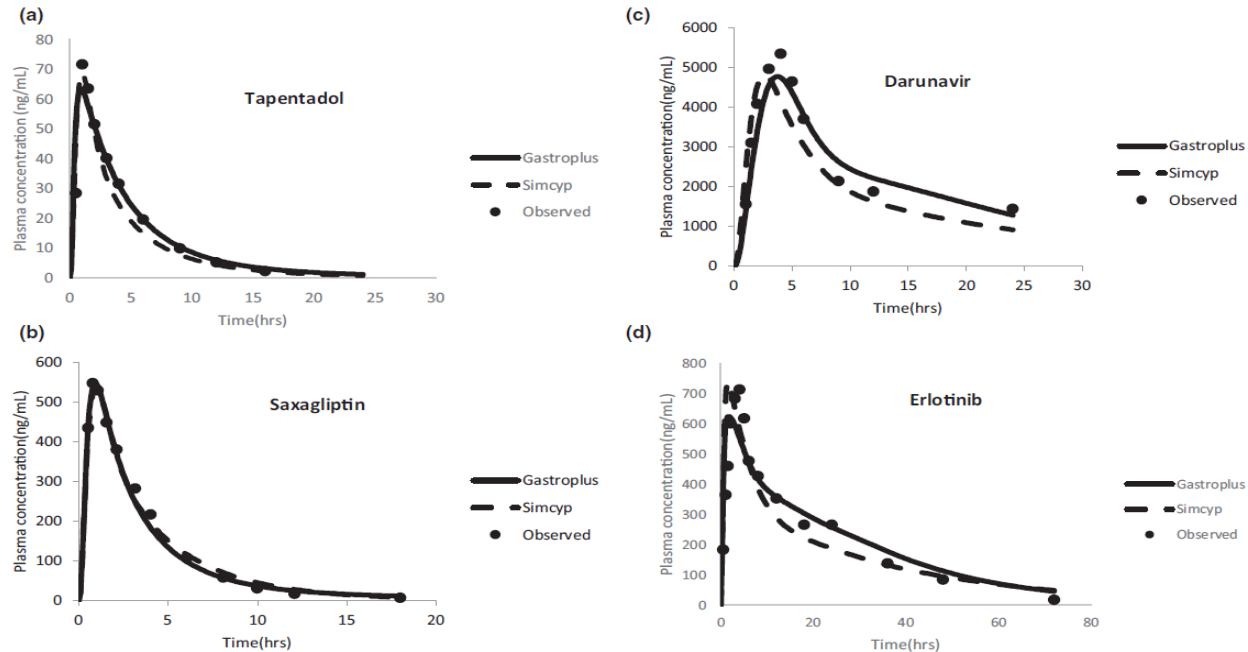 (a)
80
70
60
50
40
30
20
10
0
Plasma concentration (ng/mL)
Tapentadol
Gastroplus
Simcyp
Observed
0 5 10 15 20 25 30
Time(hrs)
(c)
6000
5000
4000
3000
2000
1000
0
Plasma concentration (ng/mL)
Darunavir
Gastroplus
Simcyp
Observed
0 5 10 15 20 25 30
Time(hrs)
(b)
600
500
400
300
200
100
0
Plasma concentration(ng/mL)
Saxagliptin
Gastroplus
Simcyp
Observed
0 5 10 15 20
Time(hrs)
(d)
800
700
600
500
400
300
200
100
0
Plasma concentration(ng/mL)
Erlotinib
Gastroplus
Simcyp
Observed
0 20 40 60 80
Time(hrs)